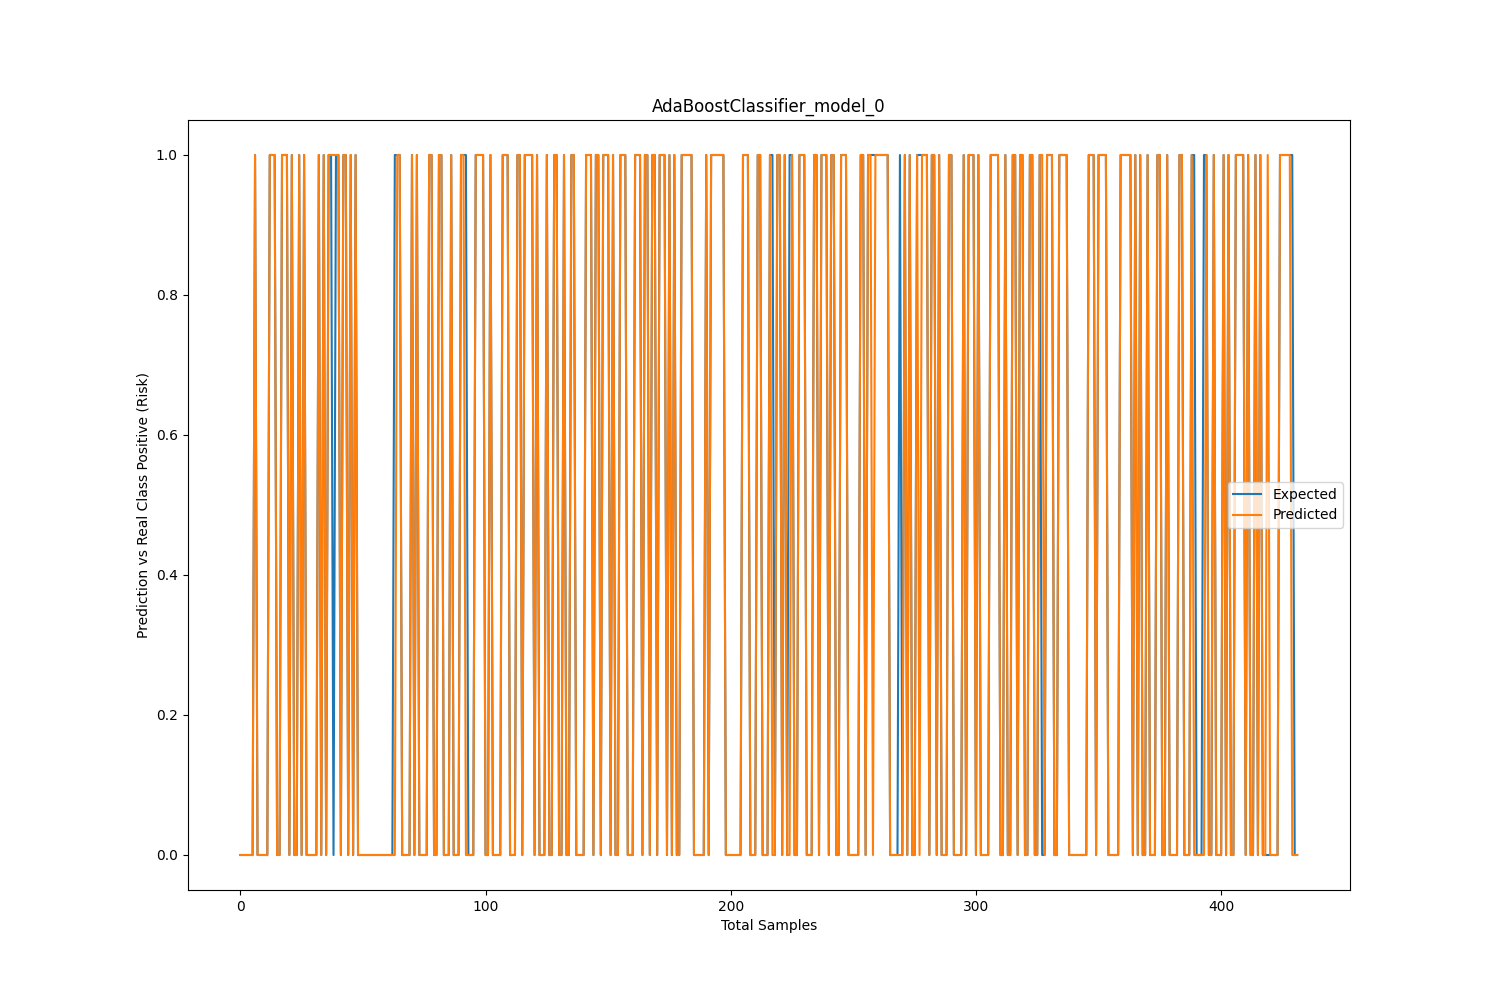 AdaBoostClassifier_model_0
Prediction vs Real Class Positive (Risk)
1.0
0.8
0.6
0.4
0.2
0.0
Expected
Predicted
0 100 200 300 400
Total Samples